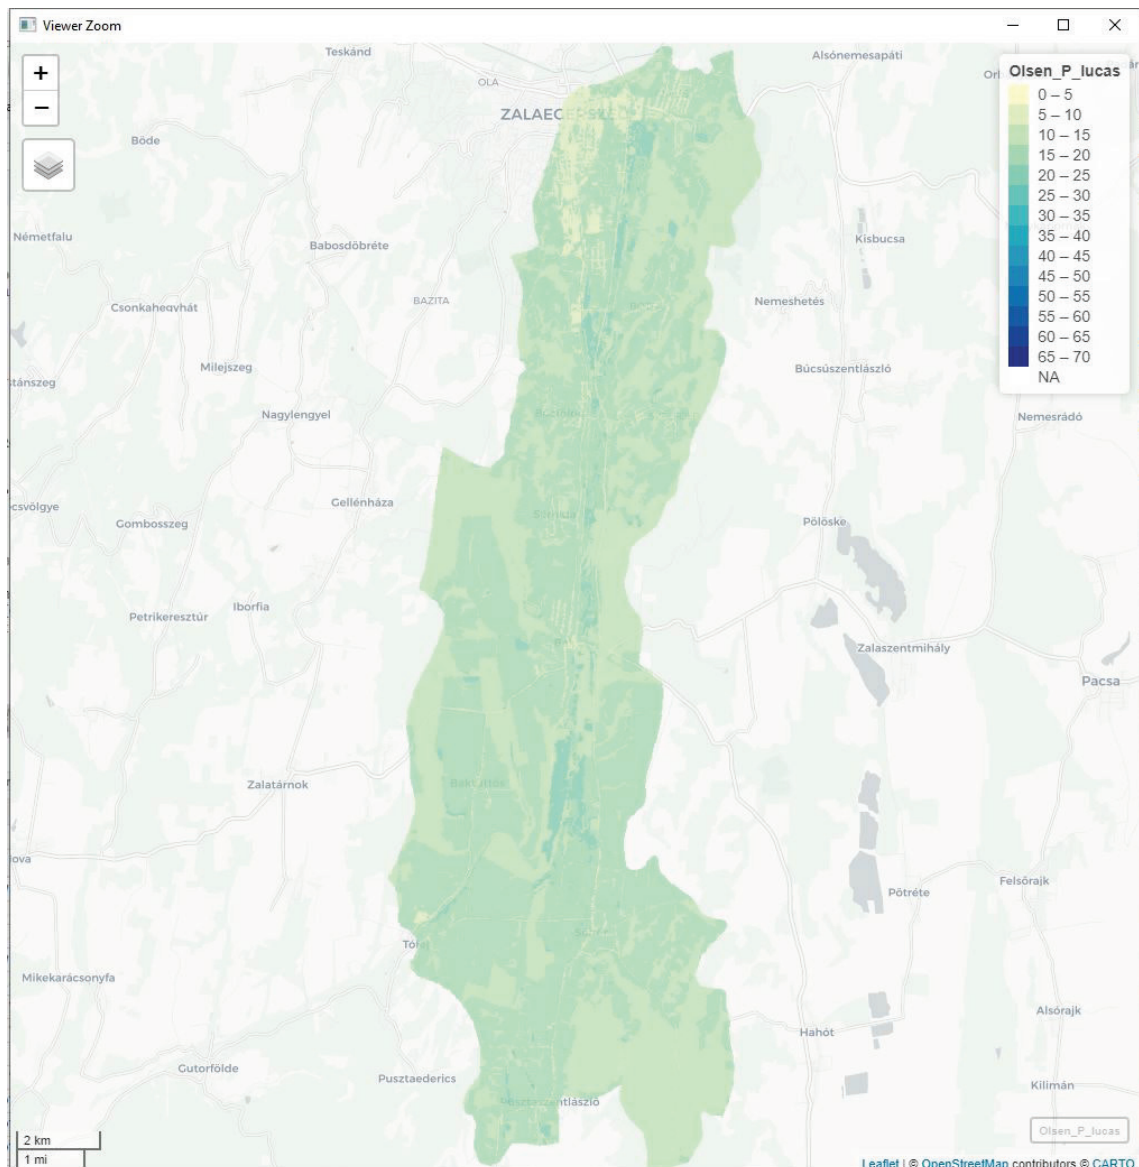 Viewer Zoom
+
−
Teskánd
OLA
ZALAEGERSZEG
Alsónemesapáti
Böde
Németfalu
Babosdöbréte
Kisbucsa
BAZITA
Nemeshetés
Csonkahegyhát
Milejszeg
Búcsúszentlászló
Nagylengyel
Nemesrádó
Gellénháza
Gombosszeg
Pölöske
Petrikeresztúr
Iborfia
Zalaszentmihály
Pacsa
Zalatárnok
Felsőrajk
Pötréte
Mikekarácsonyfa
Alsórajk
Hahót
Gutorfölde
Pusztaederics
Kilimán
Pusztaszentlászló
Olsen_P_lucas
0 – 5
5 – 10
10 – 15
15 – 20
20 – 25
25 – 30
30 – 35
35 – 40
40 – 45
45 – 50
50 – 55
55 – 60
60 – 65
65 – 70
NA
2 km
1 mi
Olsen_P_lucas
Leaflet | © OpenStreetMap contributors © CARTO